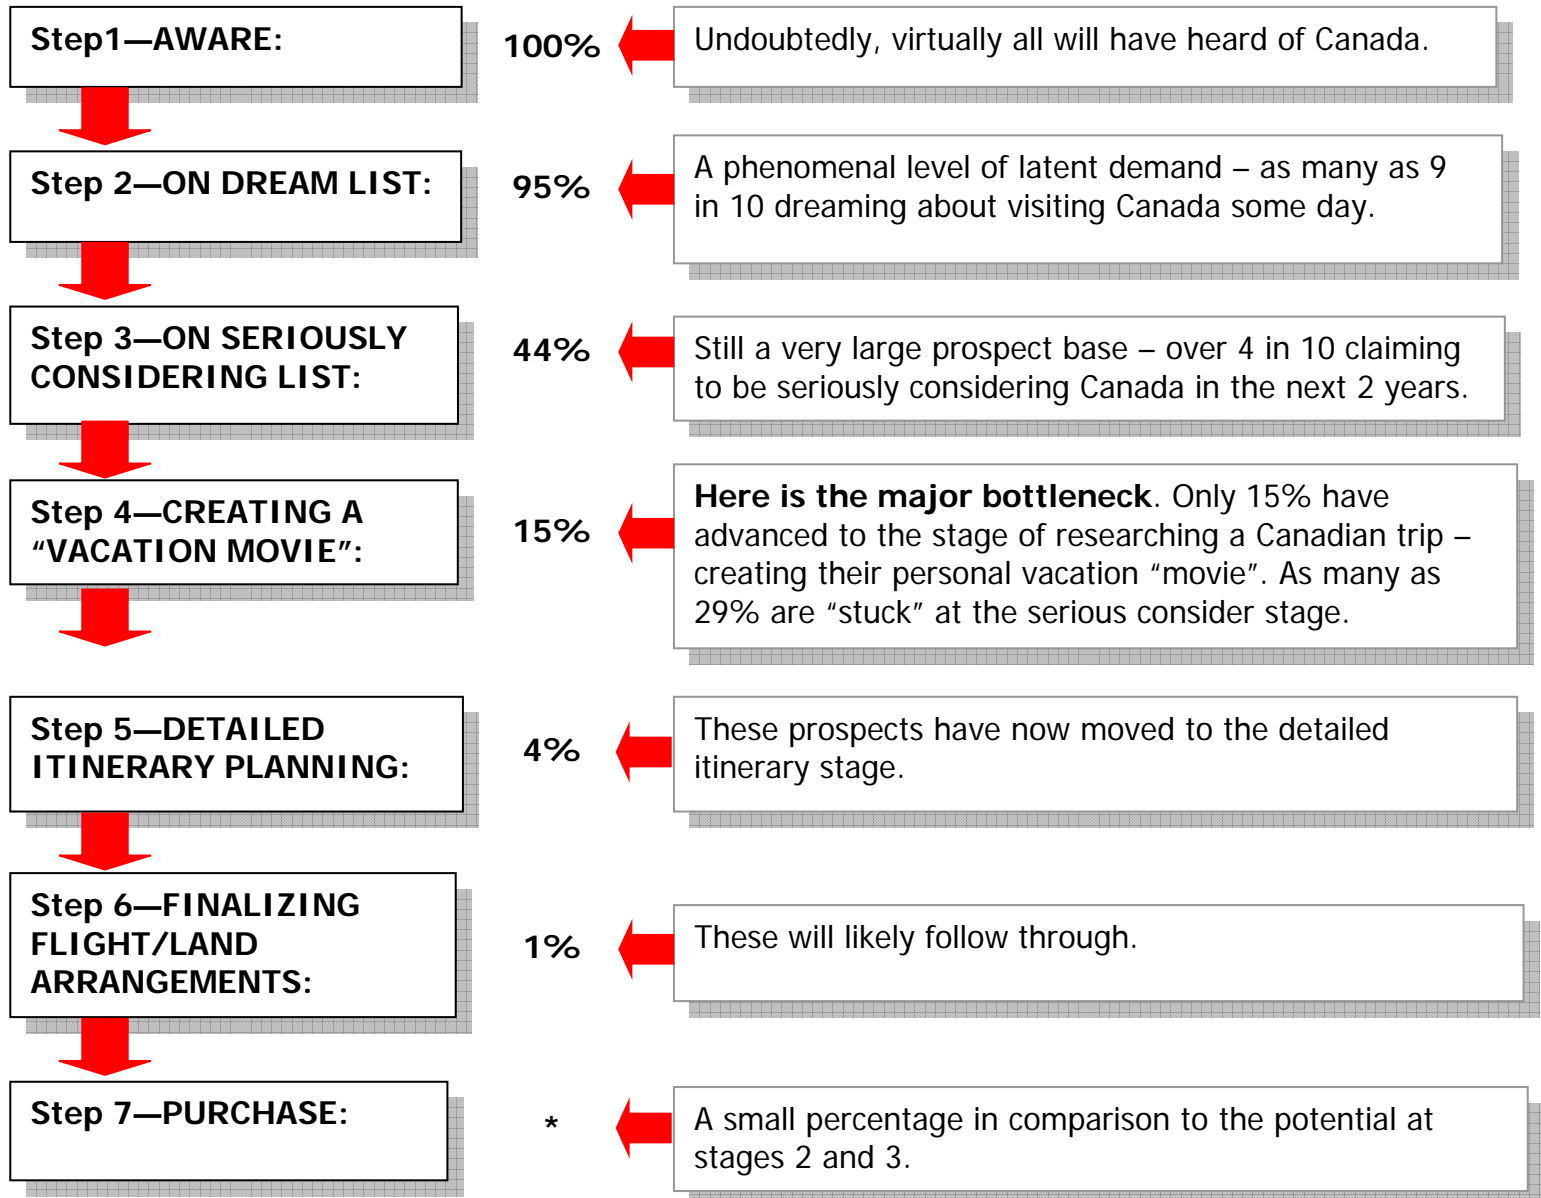 Step1—AWARE:
100%
Undoubtedly, virtually all will have heard of Canada.
Step 2—ON DREAM LIST:
95%
A phenomenal level of latent demand – as many as 9
in 10 dreaming about visiting Canada some day.
Step 3—ON SERIOUSLY
CONSIDERING LIST:
44%
Still a very large prospect base – over 4 in 10 claiming
to be seriously considering Canada in the next 2 years.
Step 4—CREATING A
“VACATION MOVIE”:
15%
Here is the major bottleneck. Only 15% have
advanced to the stage of researching a Canadian trip –
creating their personal vacation “movie”. As many as
29% are “stuck” at the serious consider stage.
Step 5—DETAILED
ITINERARY PLANNING:
4%
These prospects have now moved to the detailed
itinerary stage.
Step 6—FINALIZING
FLIGHT/LAND
ARRANGEMENTS:
1%
These will likely follow through.
Step 7—PURCHASE:
*
A small percentage in comparison to the potential at
stages 2 and 3.